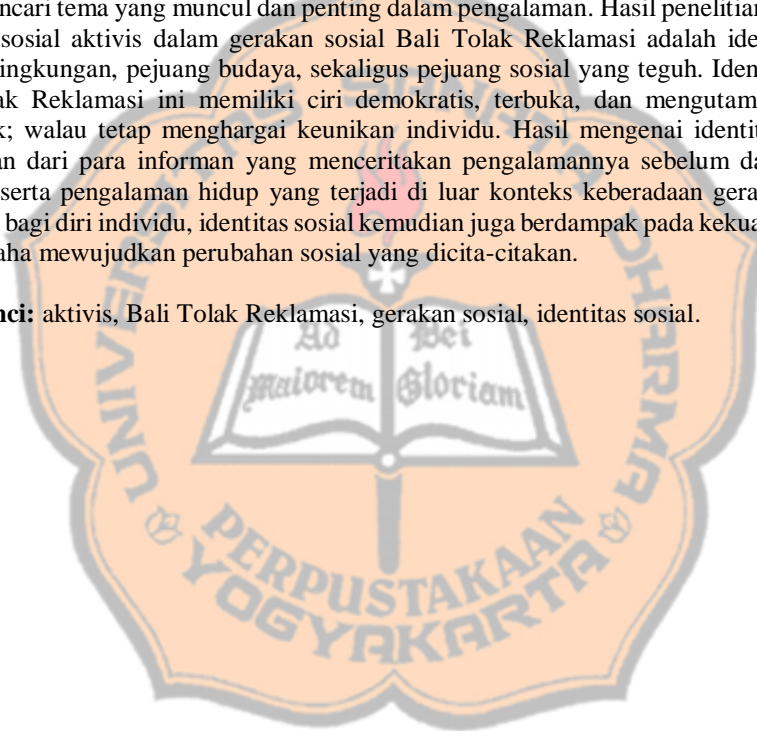 ncari tema yang muncul dan penting dalam pengalaman. Hasil penelitian
sosial aktivis dalam gerakan sosial Bali Tolak Reklamasi adalah ide
ingkungan, pejuang budaya, sekaligus pejuang sosial yang teguh. Iden
ak Reklamasi ini memiliki ciri demokratis, terbuka, dan mengutam
k; walau tetap menghargai keunikan individu. Hasil mengenai identit
an dari para informan yang menceritakan pengalamannya sebelum da
serta pengalaman hidup yang terjadi di luar konteks keberadaan gera
bagi diri individu, identitas sosial kemudian juga berdampak pada kekua
aha mewujudkan perubahan sosial yang dicita-citakan.
nci: aktivis, Bali Tolak Reklamasi, gerakan sosial, identitas sosial.
UNIVERSITAS SANATA DHARMA
Ad Dei
Maiorem Gloriam
PERPUSTAKAAN
YOGYAKARTA